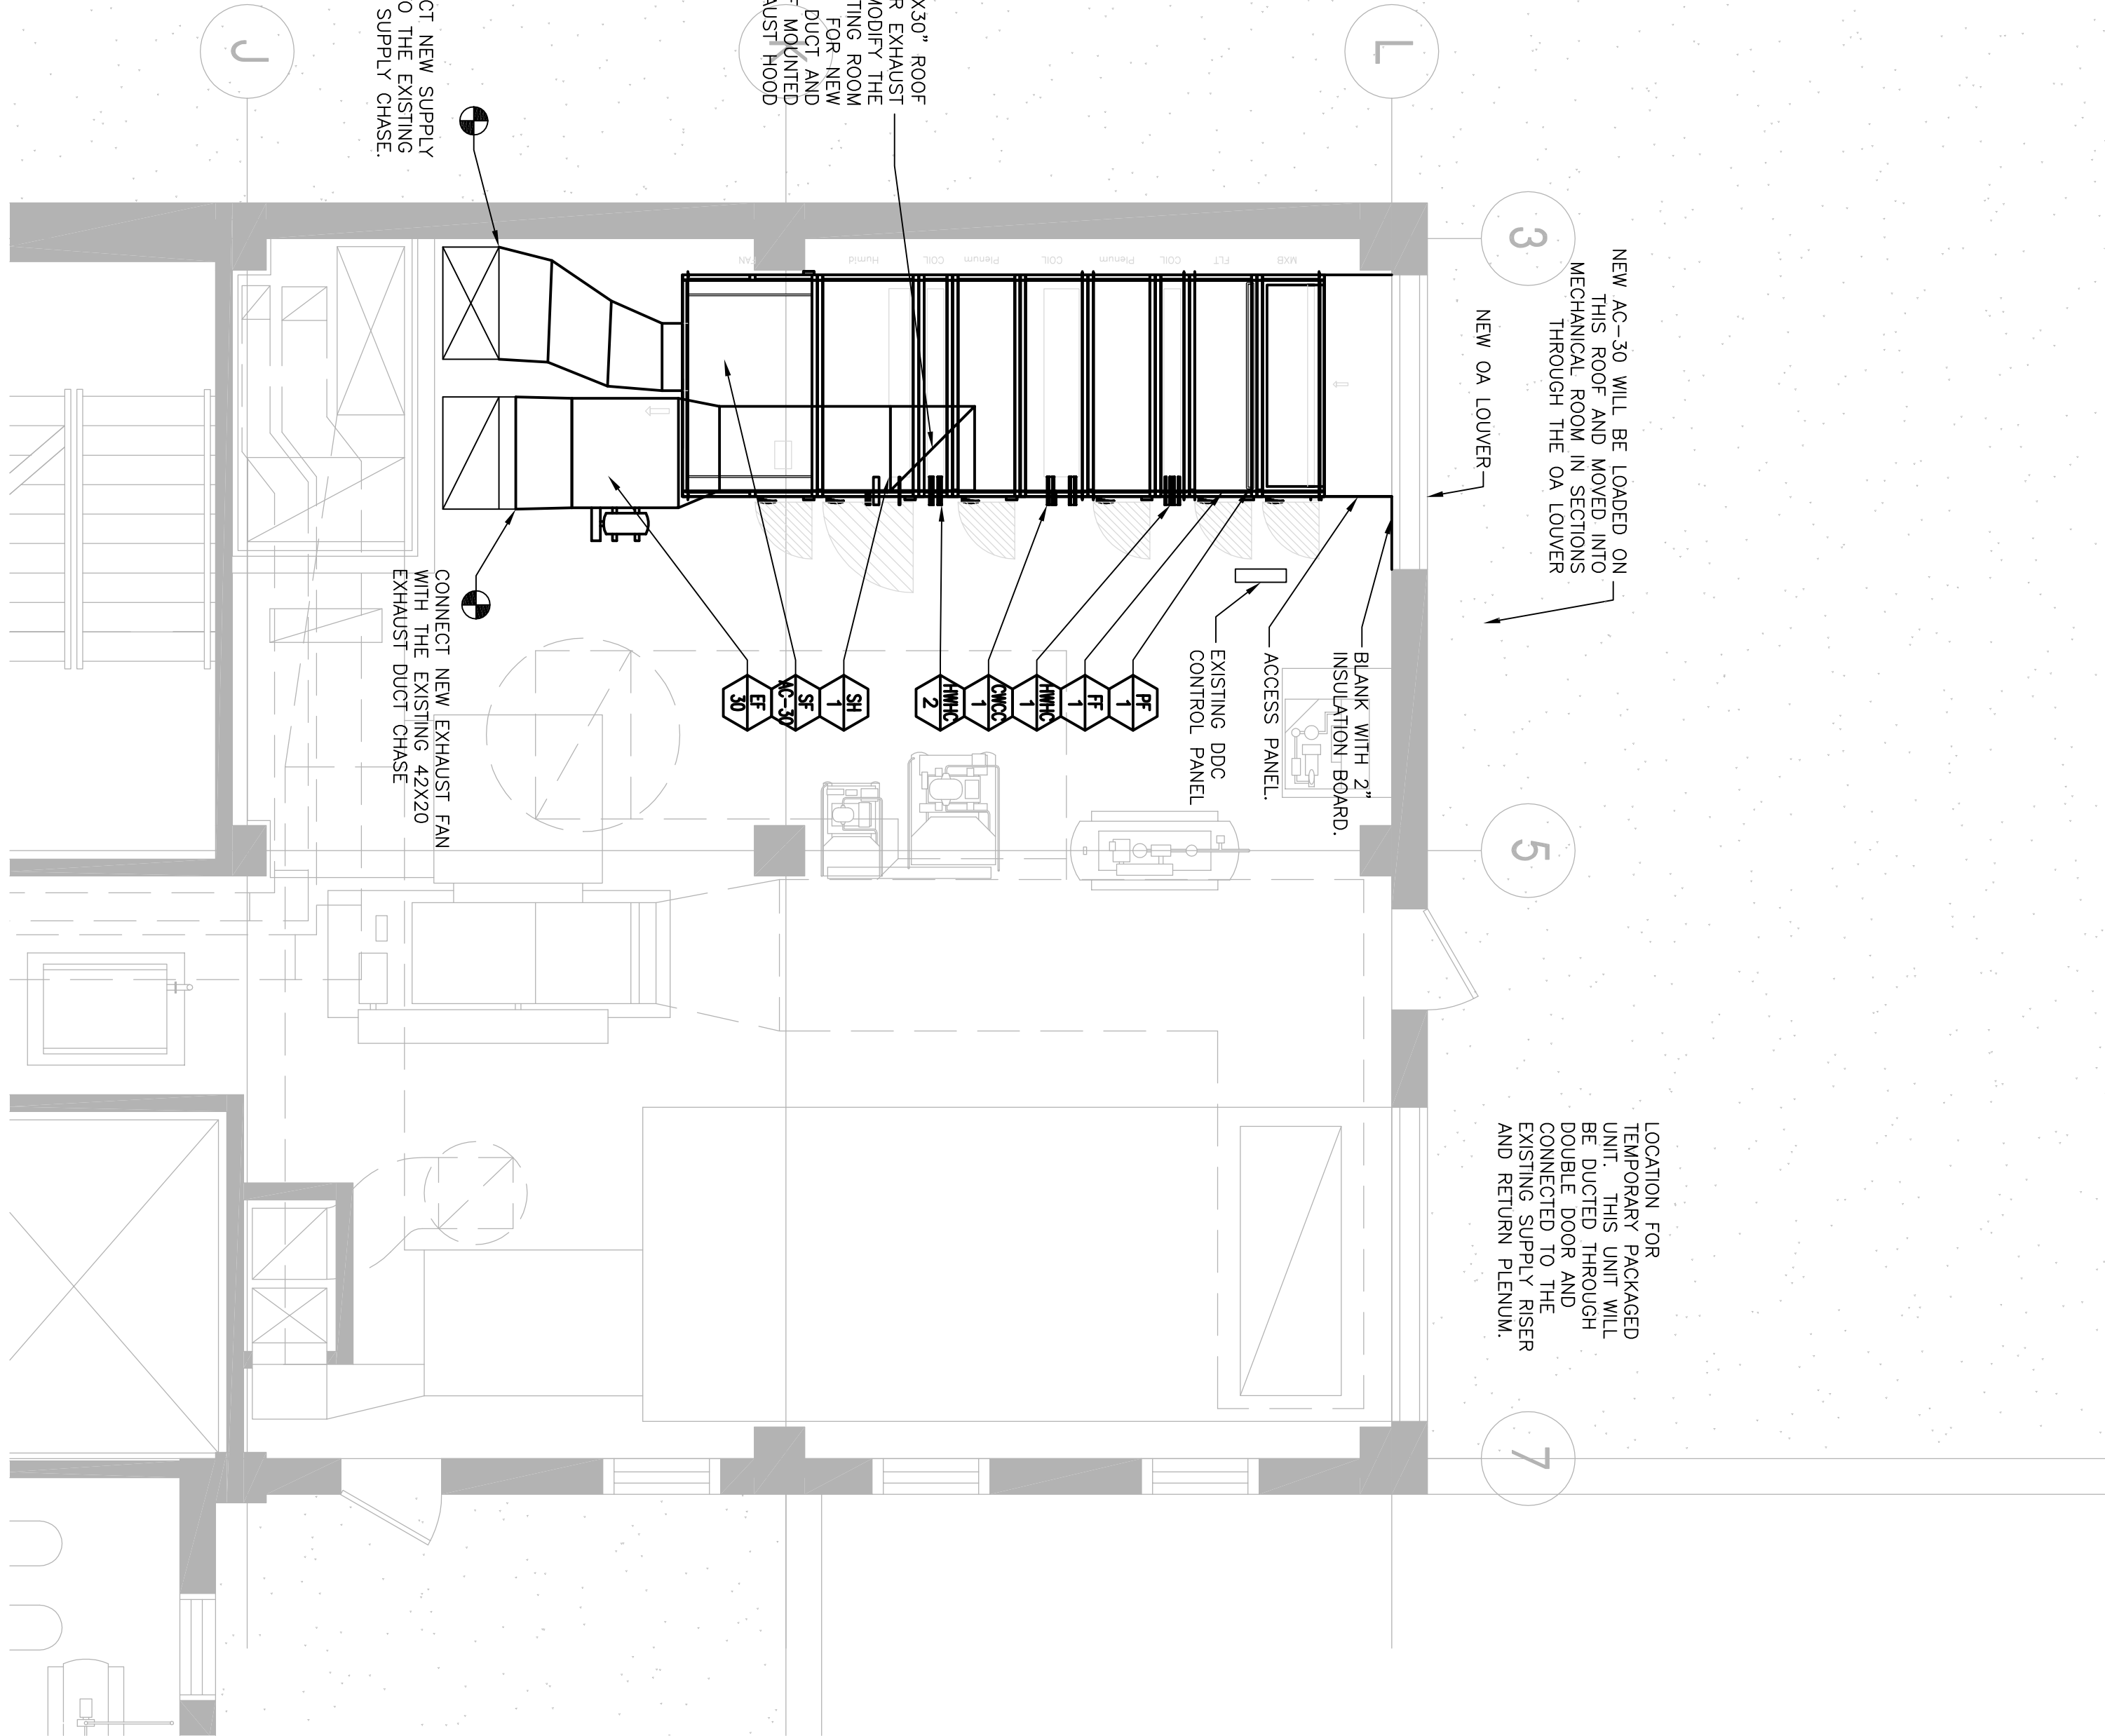 J
K
L
3
5
7
NEW AC-30 WILL BE LOADED ON
THIS ROOF AND MOVED INTO
MECHANICAL ROOM IN SECTIONS
THROUGH THE OA LOUVER
NEW OA LOUVER
X30" ROOF
R EXHAUST
MODIFY THE
TING ROOM
FOR NEW
DUCT AND
F MOUNTED
AUST HOOD
CT NEW SUPPLY
O THE EXISTING
SUPPLY CHASE.
MXB
FLT
COIL
Plenum
COIL
Plenum
COIL
Humid
FAN
BLANK WITH 2"
INSULATION BOARD.
ACCESS PANEL.
EXISTING DDC
CONTROL PANEL
PF
1
FF
1
HWHC
1
CWCC
1
HWHC
2
SH
1
SF
AC-30
EF
30
CONNECT NEW EXHAUST FAN
WITH THE EXISTING 42X20
EXHAUST DUCT CHASE
LOCATION FOR
TEMPORARY PACKAGED
UNIT. THIS UNIT WILL
BE DUCTED THROUGH
DOUBLE DOOR AND
CONNECTED TO THE
EXISTING SUPPLY RISER
AND RETURN PLENUM.